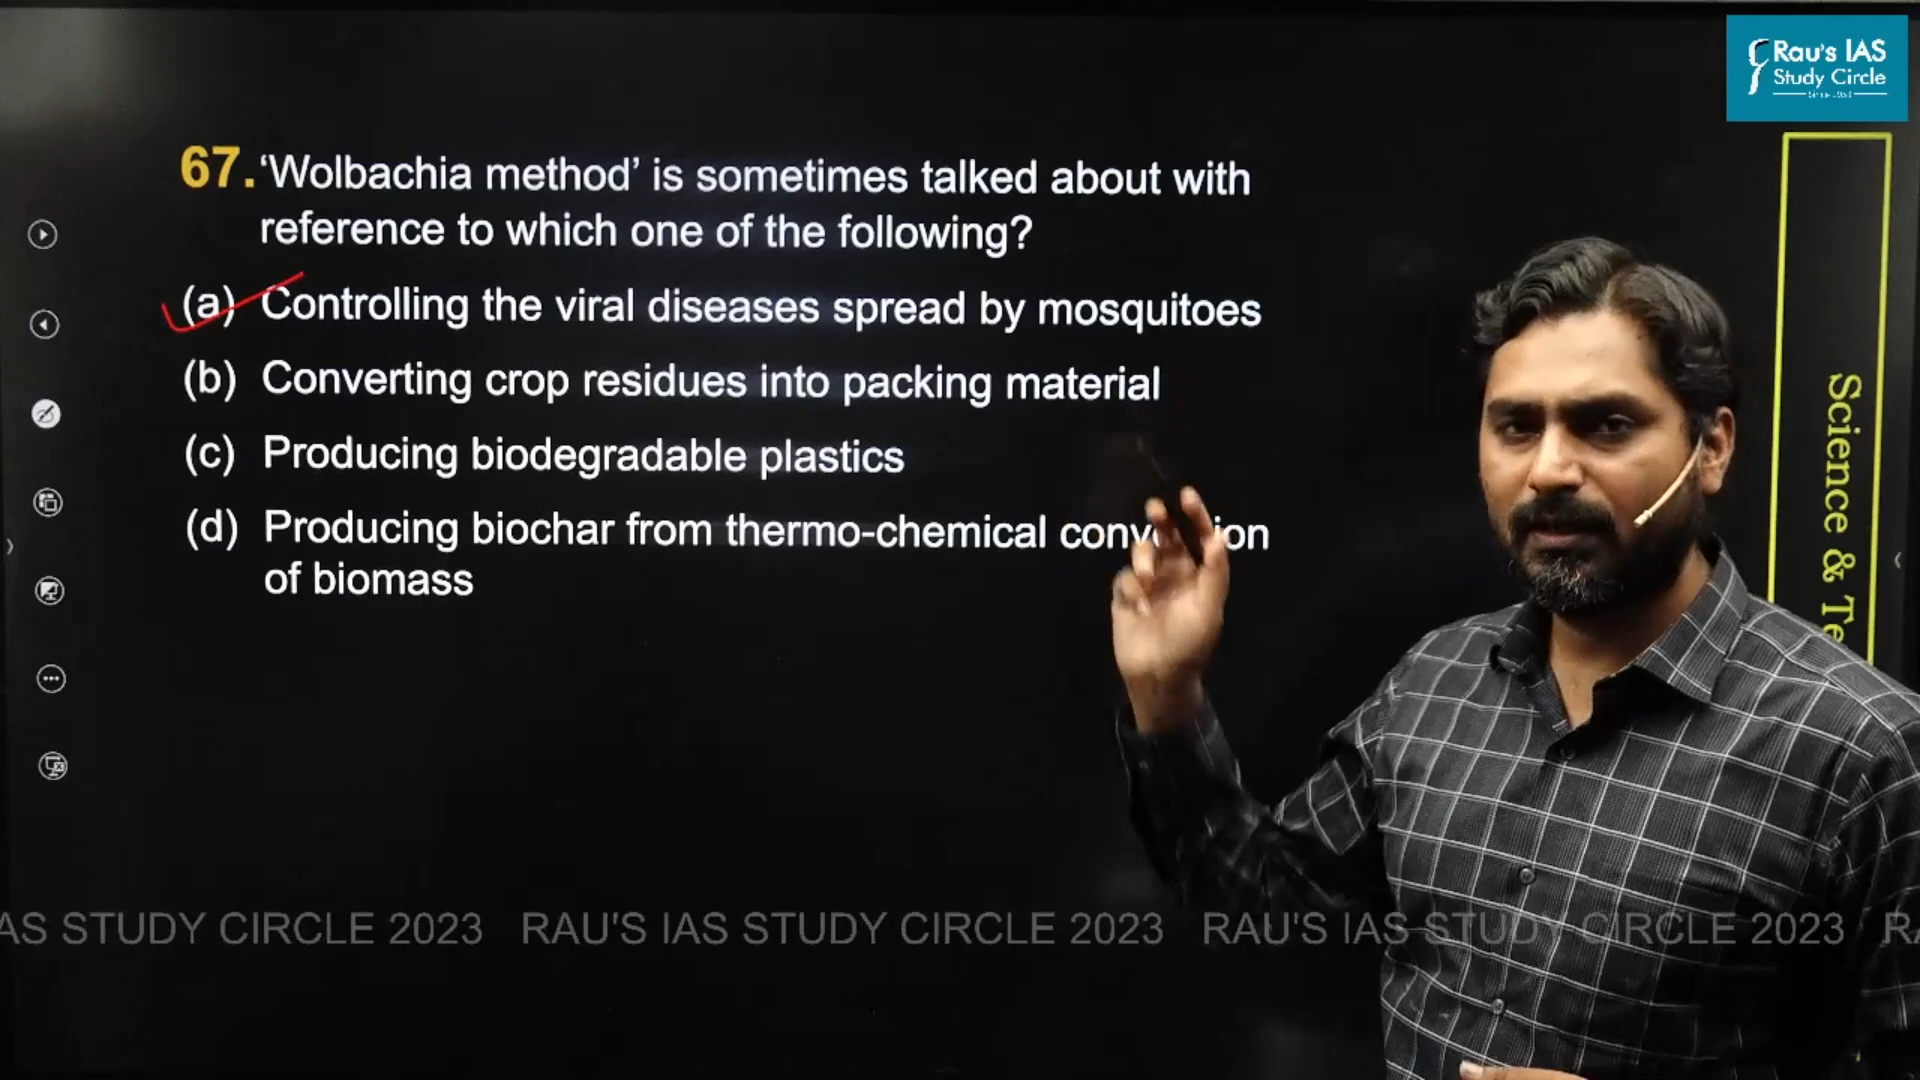 Rau's IAS
Study Circle
67. ‘Wolbachia method’ is sometimes talked about with
reference to which one of the following?
(a) Controlling the viral diseases spread by mosquitoes
(b) Converting crop residues into packing material
(c) Producing biodegradable plastics
(d) Producing biochar from thermo-chemical
of biomass
Science &
AS STUDY CIRCLE 2023 RAU'S IAS STUDY CIRCLE 2023 RAU'S IAS STUDY CIRCLE 2023